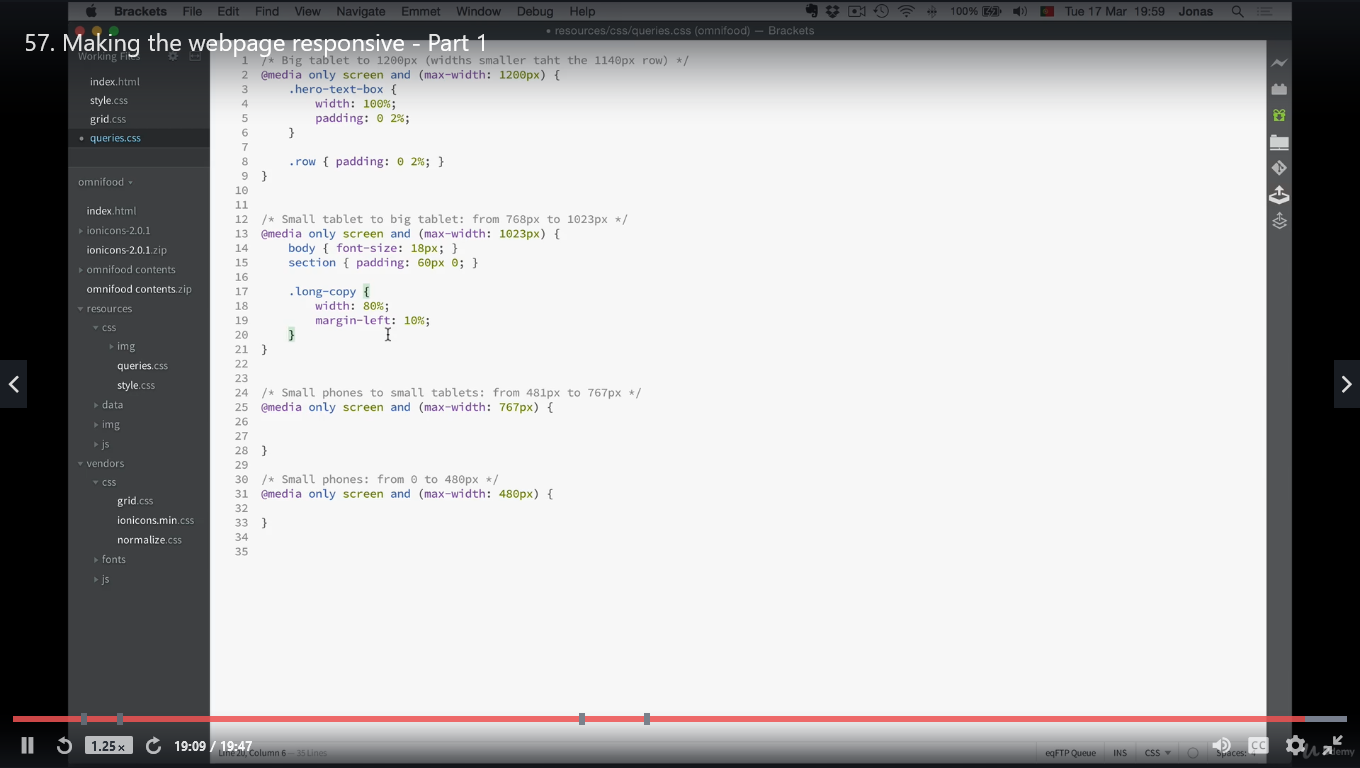 Brackets File Edit Find View Navigate Emmet Window Debug Help
100% Tue 17 Mar 19:59 Jonas
• resources/css/queries.css (omnifood) — Brackets
57. Making the webpage responsive - Part 1
Working Files
index.html
style.css
grid.css
queries.css
omnifood
index.html
ionicons-2.0.1
ionicons-2.0.1.zip
omnifood contents
omnifood contents.zip
resources
css
img
queries.css
style.css
data
img
js
vendors
css
grid.css
ionicons.min.css
normalize.css
fonts
js
1 /* Big tablet to 1200px (widths smaller taht the 1140px row) */
2 @media only screen and (max-width: 1200px) {
3 .hero-text-box {
4 width: 100%;
5 padding: 0 2%;
6 }
7
8 .row { padding: 0 2%; }
9 }
10
11
12 /* Small tablet to big tablet: from 768px to 1023px */
13 @media only screen and (max-width: 1023px) {
14 body { font-size: 18px; }
15 section { padding: 60px 0; }
16
17 .long-copy {
18 width: 80%;
19 margin-left: 10%;
20 }
21 }
22
23
24 /* Small phones to small tablets: from 481px to 767px */
25 @media only screen and (max-width: 767px) {
26
27
28 }
29
30 /* Small phones: from 0 to 480px */
31 @media only screen and (max-width: 480px) {
32
33 }
34
35
1.25x 19:09 / 19:47
Line 20, Column 6 — 35 Lines
eqFTP Queue INS CSS Spaces:
CC